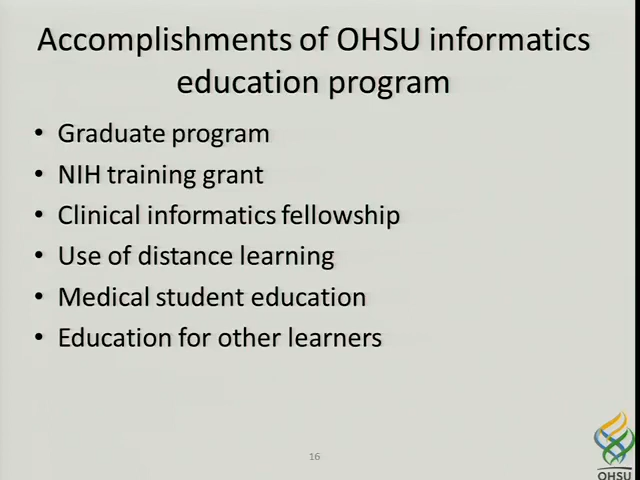 Accomplishments of OHSU informatics
education program
• Graduate program
• NIH training grant
• Clinical informatics fellowship
• Use of distance learning
• Medical student education
• Education for other learners
16
OHSU